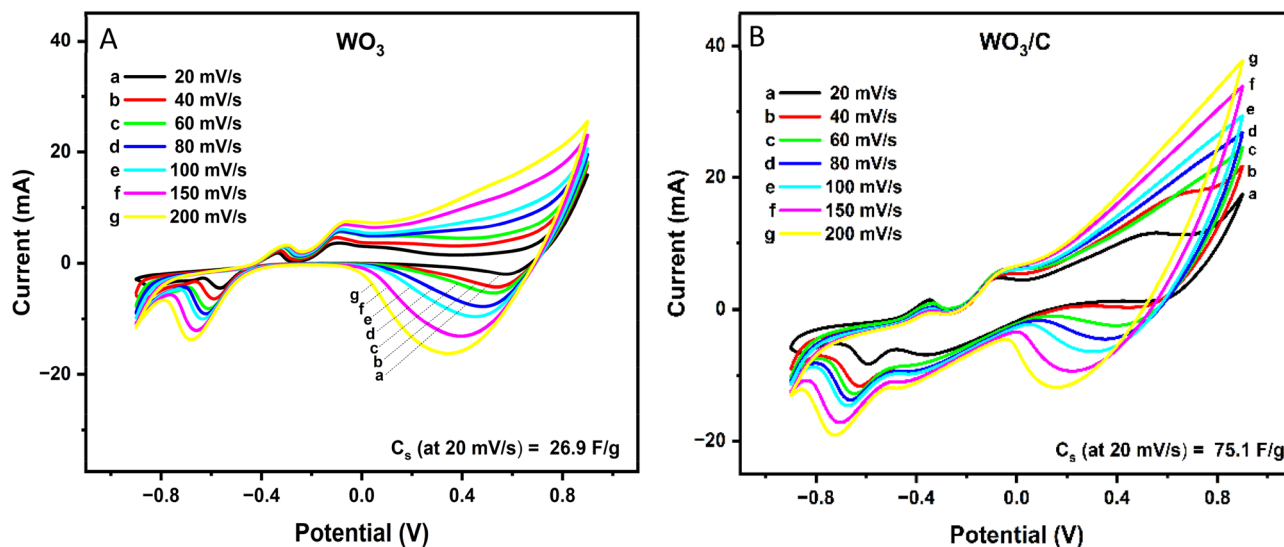 A
WO3
a 20 mV/s
b 40 mV/s
c 60 mV/s
d 80 mV/s
e 100 mV/s
f 150 mV/s
g 200 mV/s
40
20
0
−20
Current (mA)
g
f
e
d
c
b
a
Cs (at 20 mV/s) = 26.9 F/g
−0.8 −0.4 0.0 0.4 0.8
Potential (V)
B
WO3/C
a 20 mV/s
b 40 mV/s
c 60 mV/s
d 80 mV/s
e 100 mV/s
f 150 mV/s
g 200 mV/s
40
20
0
−20
Current (mA)
g
f
e
d
c
b
a
Cs (at 20 mV/s) = 75.1 F/g
−0.8 −0.4 0.0 0.4 0.8
Potential (V)